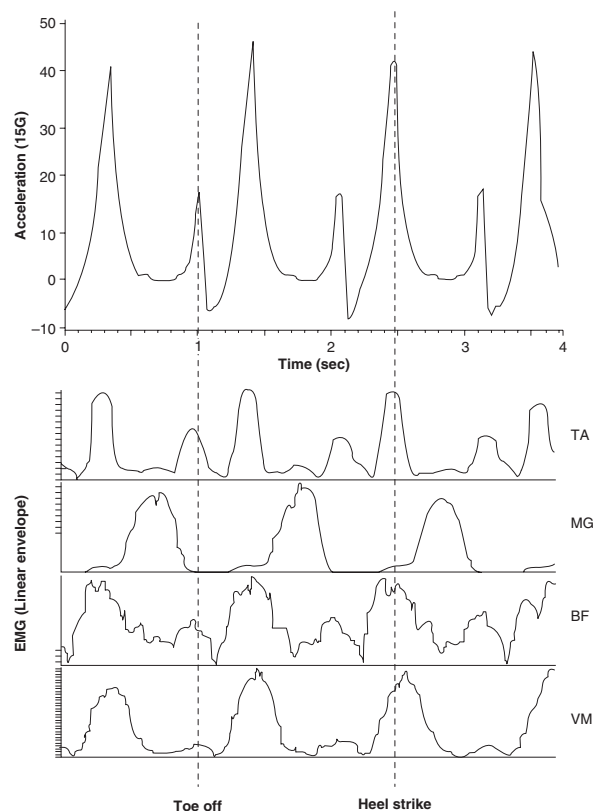 50
40
30
20
10
0
–10
Acceleration (15G)
0 1 2 3 4
Time (sec)
EMG (Linear envelope)
TA
MG
BF
VM
Toe off Heel strike